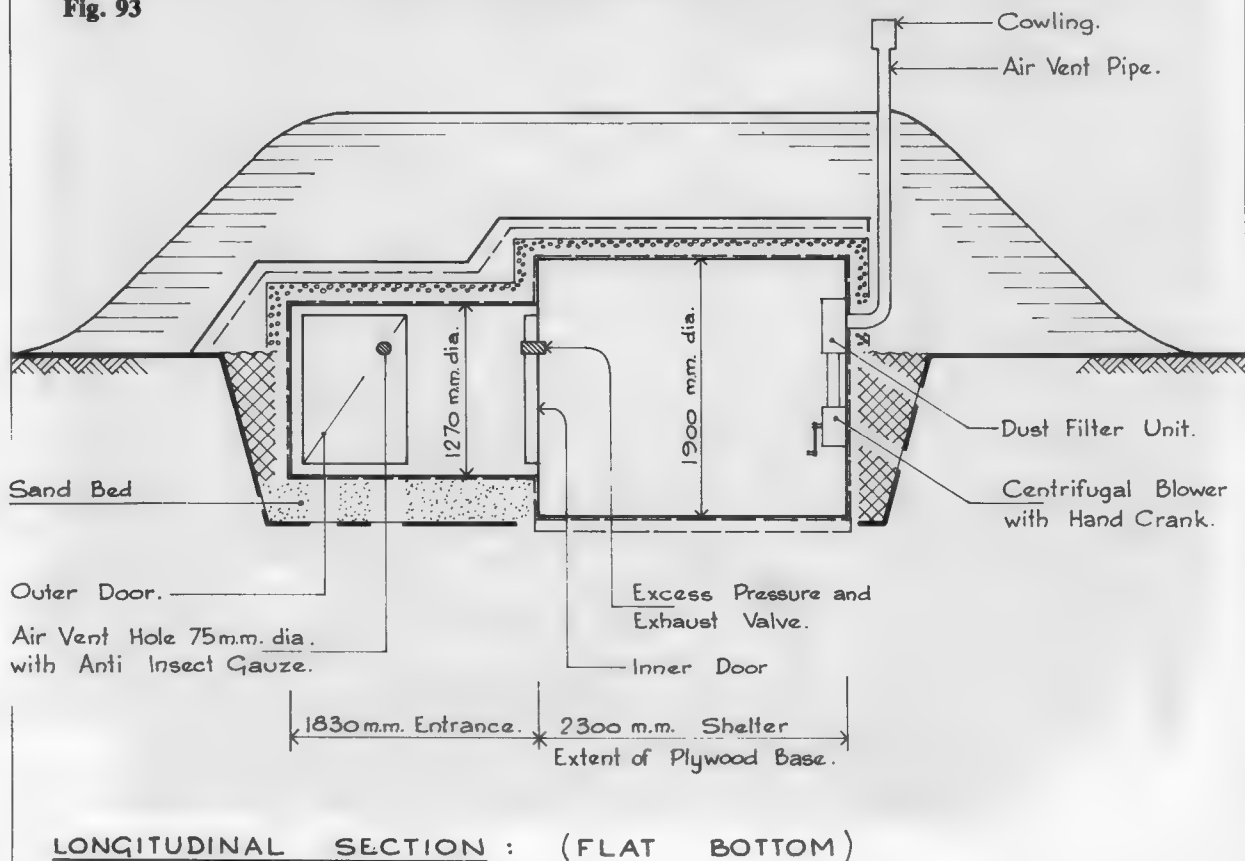 Fig. 93
Cowling.
Air Vent Pipe.
1270 m.m. dia.
1900 m.m. dia.
Dust Filter Unit.
Sand Bed
Centrifugal Blower
with Hand Crank.
Outer Door.
Excess Pressure and
Exhaust Valve.
Air Vent Hole 75m.m. dia.
with Anti Insect Gauze.
Inner Door
1830 m.m. Entrance.
2300 m.m. Shelter
Extent of Plywood Base.
LONGITUDINAL SECTION : (FLAT BOTTOM)